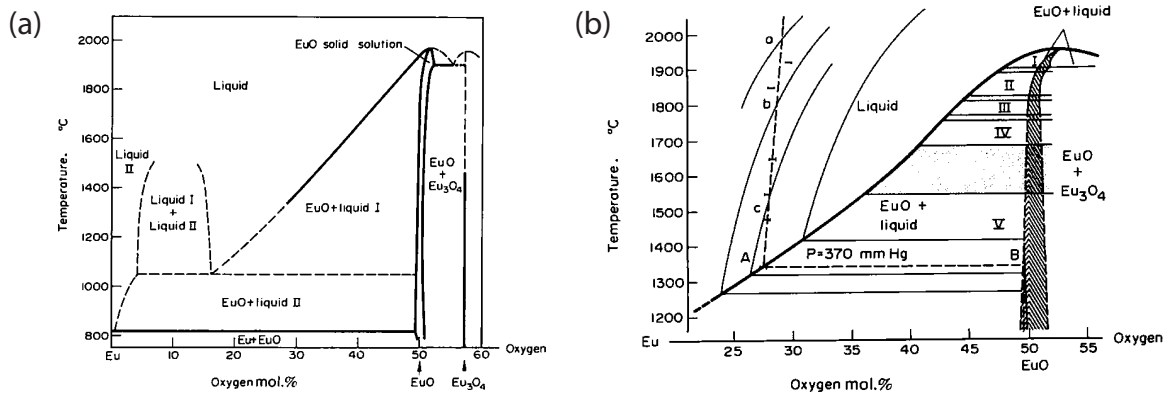 (a)
2000
1800
1600
1400
1200
1000
800
°C
Temperature.
EuO solid solution
Liquid
Liquid
II
Liquid I
+
Liquid II
EuO+liquid I
EuO
+
Eu₃O₄
EuO+liquid II
Eu+EuO
Eu
10
20
30
40
50
60
Oxygen
Oxygen mol.%
EuO
Eu₃O₄
(b)
2000
1900
1800
1700
1600
1500
1400
1300
1200
°C
Temperature.
EuO+liquid
a
b
c
Liquid
I
II
III
IV
EuO
+
Eu₃O₄
EuO +
liquid
V
A
P=370 mm Hg
B
Eu
25
30
35
40
45
50
55
Oxygen
EuO
Oxygen mol.%